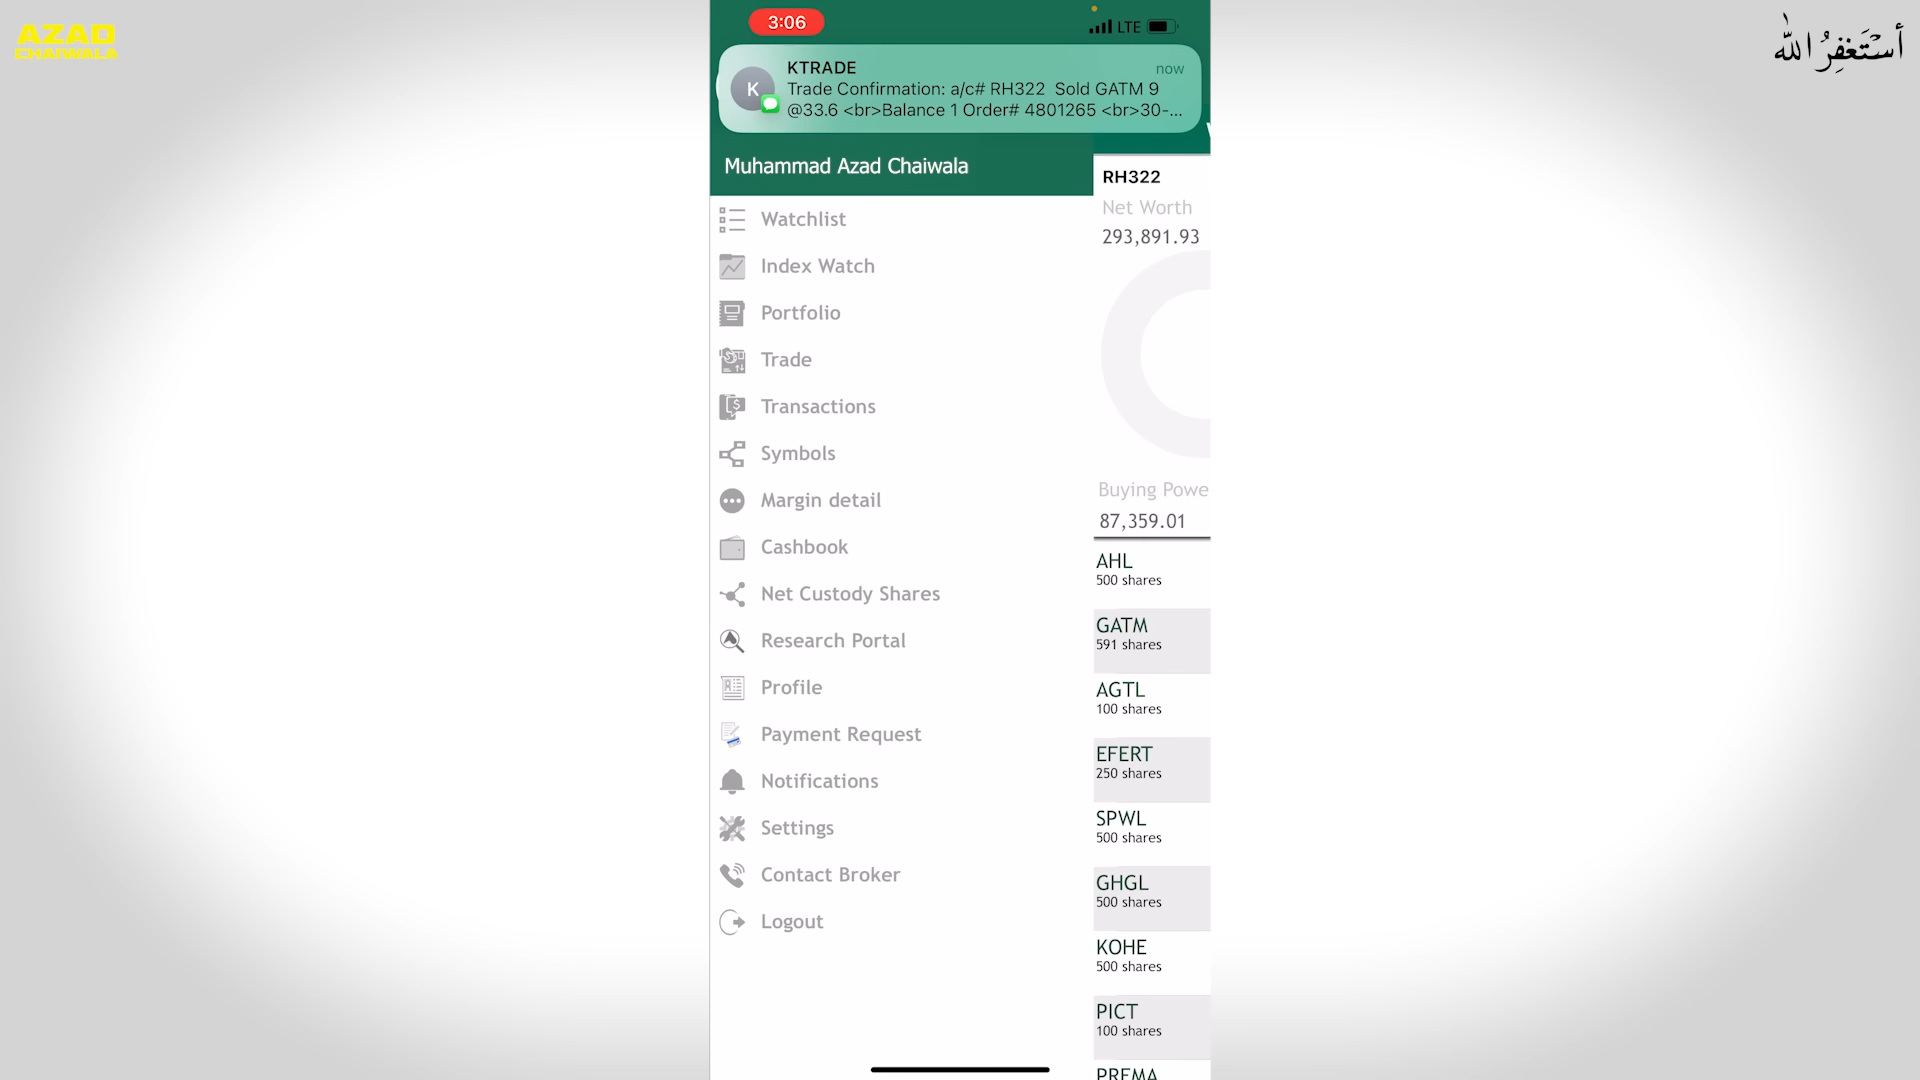 AZAD
CHAIWALA
أستغفر الله
3:06
LTE
KTRADE
now
K
Trade Confirmation: a/c# RH322 Sold GATM 9
@33.6 <br>Balance 1 Order# 4801265 <br>30-...
Muhammad Azad Chaiwala
Watchlist
Index Watch
Portfolio
Trade
Transactions
Symbols
Margin detail
Cashbook
Net Custody Shares
Research Portal
Profile
Payment Request
Notifications
Settings
Contact Broker
Logout
RH322
Net Worth
293,891.93
Buying Powe
87,359.01
AHL
500 shares
GATM
591 shares
AGTL
100 shares
EFERT
250 shares
SPWL
500 shares
GHGL
500 shares
KOHE
500 shares
PICT
100 shares
PREMA